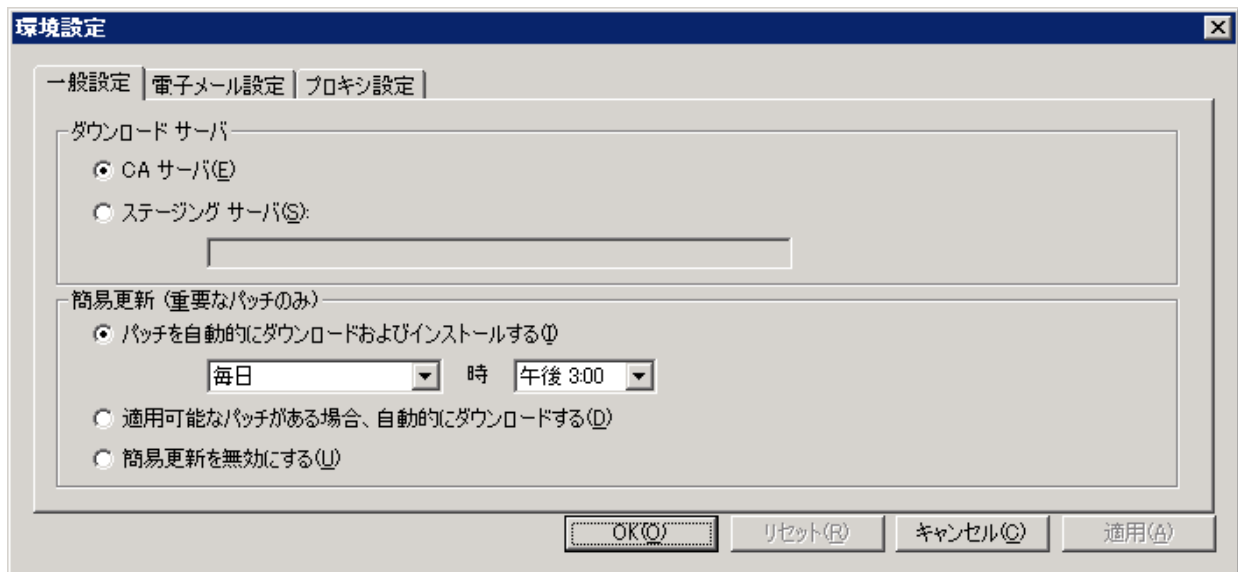 環境設定
一般設定 電子メール設定 プロキシ設定
ダウンロード サーバ
CA サーバ(E)
ステージング サーバ(S):
簡易更新 (重要なパッチのみ)
パッチを自動的にダウンロードおよびインストールする(I)
毎日 時 午後 3:00
適用可能なパッチがある場合、自動的にダウンロードする(D)
簡易更新を無効にする(U)
OK(O) リセット(R) キャンセル(C) 適用(A)